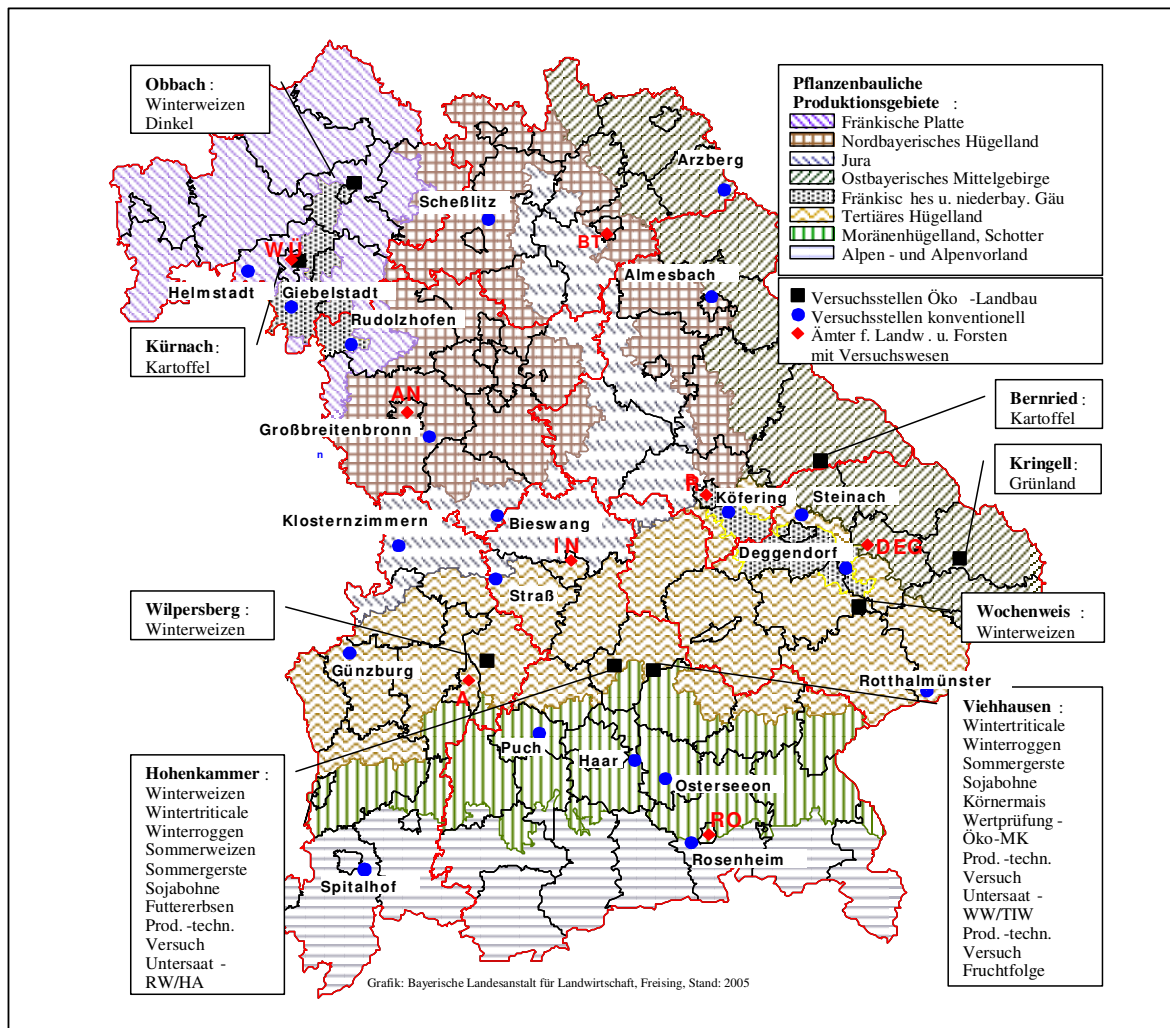 Obbach :
Winterweizen
Dinkel
Pflanzenbauliche
Produktionsgebiete :
Fränkische Platte
Nordbayerisches Hügelland
Jura
Ostbayerisches Mittelgebirge
Fränkisc hes u. niederbay. Gäu
Tertiäres Hügelland
Moränenhügelland, Schotter
Alpen - und Alpenvorland
Versuchsstellen Öko -Landbau
Versuchsstellen konventionell
Ämter f. Landw . u. Forsten
mit Versuchswesen
Arzberg
Scheßlitz
BT
WÜ
Helmstadt
Giebelstadt
Almesbach
Rudolzhofen
Kürnach:
Kartoffel
AN
Großbreitenbronn
n
Bernried :
Kartoffel
Kringell:
Grünland
R
Köfering
Steinach
Klosternzimmern
Bieswang
IN
Deggendorf
DEG
Straß
Wilpersberg :
Winterweizen
Wochenweis :
Winterweizen
Günzburg
A
Rotthalmünster
Puch
Haar
Osterseeon
RO
Rosenheim
Spitalhof
Hohenkammer :
Winterweizen
Wintertriticale
Winterroggen
Sommerweizen
Sommergerste
Sojabohne
Futtererbsen
Prod. -techn.
Versuch
Untersaat -
RW/HA
Viehhausen :
Wintertriticale
Winterroggen
Sommergerste
Sojabohne
Körnermais
Wertprüfung -
Öko-MK
Prod. -techn.
Versuch
Untersaat -
WW/TIW
Prod. -techn.
Versuch
Fruchtfolge
Grafik: Bayerische Landesanstalt für Landwirtschaft, Freising, Stand: 2005